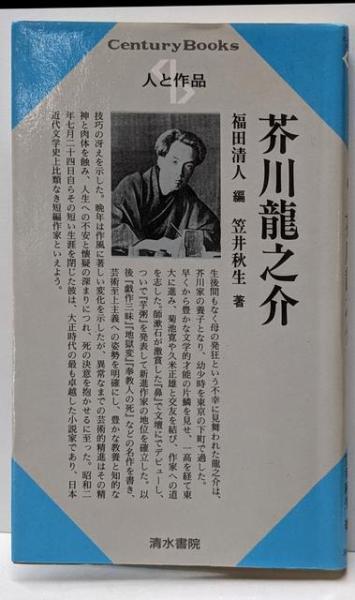 Century Books
人と作品
芥川龍之介
福田清人 編 笠井秋生 著
生後間もなく母の発狂という不幸に見舞われた龍之介は、
芥川家の養子となり、幼少時を東京の下町で過した。
早くから豊かな文学的才能の片鱗を見せ、一高を経て東
大に進み、菊池寛や久米正雄と交友を結び、作家への道
を志した。師漱石が激賞した『鼻』で文壇にデビューし、
ついで『芋粥』を発表して新進作家の地位を確立した。以
後『戯作三昧』『地獄変』『奉教人の死』などの名作を書き、
芸術至上主義への姿勢を明確にし、豊かな教養と知的な
技巧の冴えを示した。晩年は作風に著しい変化を示したが、異常なまでの芸術的精進はその精
神と肉体を蝕み、人生への不安と懐疑の深まりにつれ、死の決意を抱かせるに至った。昭和二
年七月二十四日自らその短い生涯を閉じた彼は、大正時代の最も卓越した小説家であり、日本
近代文学史上比類なき短編作家といえよう。
清水書院